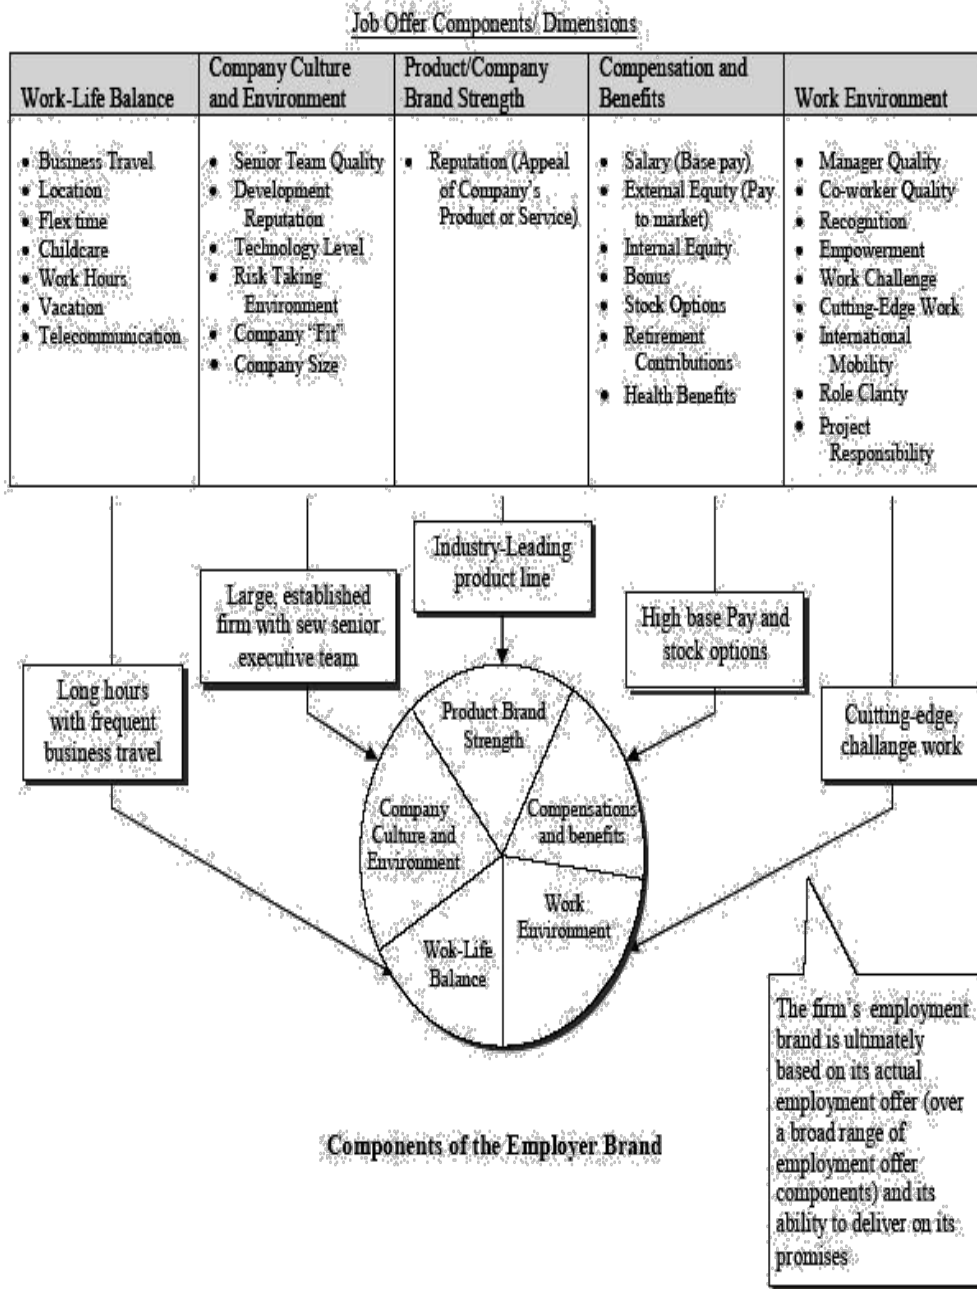 Job Offer Components/ Dimensions
Work-Life Balance
Company Culture
and Environment
Product/Company
Brand Strength
Compensation and
Benefits
Work Environment
• Business Travel
• Location
• Flex time
• Childcare
• Work Hours
• Vacation
• Telecommunication
• Senior Team Quality
• Development
Reputation
• Technology Level
• Risk Taking
Environment
• Company "Fit"
• Company Size
• Reputation (Appeal
of Company's
Product or Service)
• Salary (Base pay)
• External Equity (Pay
to market)
• Internal Equity
• Bonus
• Stock Options
• Retirement
Contributions
• Health Benefits
• Manager Quality
• Co-worker Quality
• Recognition
• Empowerment
• Work Challenge
• Cutting-Edge Work
• International
Mobility
• Role Clarity
• Project
Responsibility
Long hours
with frequent
business travel
Large, established
firm with sew senior
executive team
Industry-Leading
product line
High base Pay and
stock options
Cuitting-edge,
challange work
Product Brand
Strength
Company
Culture and
Environment
Compensations
and benefits
Work
Environment
Wok-Life
Balance
The firm's employment
brand is ultimately
based on its actual
employment offer (over
a broad range of
employment offer
components) and its
ability to deliver on its
promises
Components of the Employer Brand